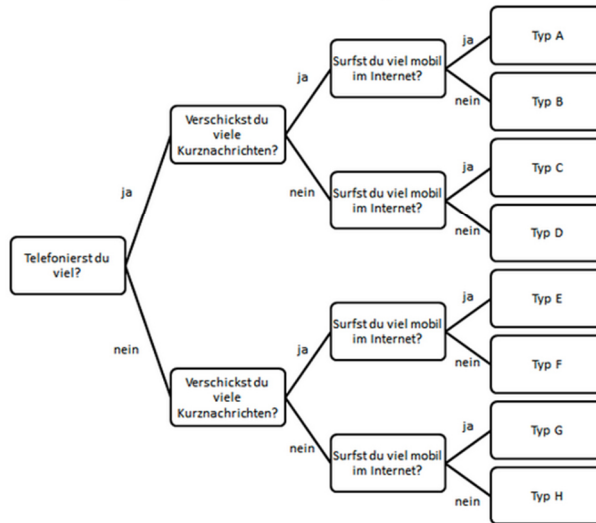 Telefonierst du
viel?
ja
nein
Verschickst du
viele
Kurznachrichten?
ja
nein
Surfst du viel mobil
im Internet?
ja
nein
Typ A
Typ B
Surfst du viel mobil
im Internet?
ja
nein
Typ C
Typ D
Verschickst du
viele
Kurznachrichten?
ja
nein
Surfst du viel mobil
im Internet?
ja
nein
Typ E
Typ F
Surfst du viel mobil
im Internet?
ja
nein
Typ G
Typ H